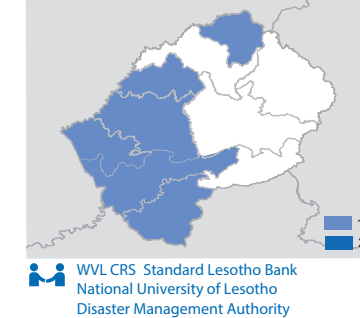 WVL CRS Standard Lesotho Bank
National University of Lesotho
Disaster Management Authority